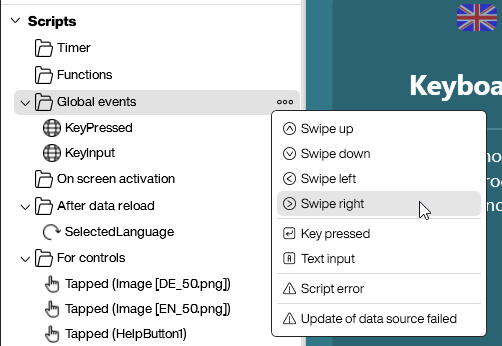 Scripts
Timer
Functions
Global events
KeyPressed
KeyInput
On screen activation
After data reload
SelectedLanguage
For controls
Tapped (Image [DE_50.png])
Tapped (Image [EN_50.png])
Tapped (HelpButton1)
Swipe up
Swipe down
Swipe left
Swipe right
Key pressed
Text input
Script error
Update of data source failed
Keyboa